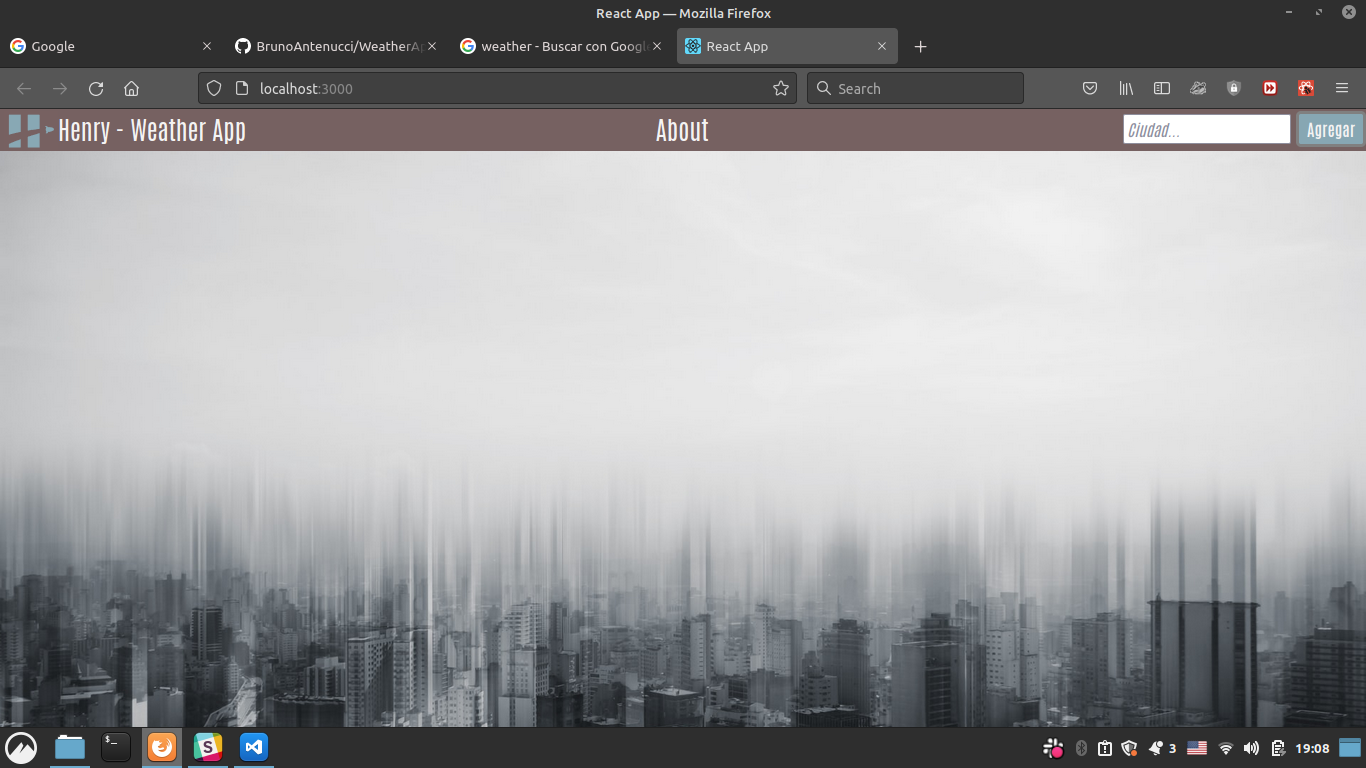 React App — Mozilla Firefox
Google
BrunoAntenucci/WeatherAp
weather - Buscar con Google
React App
localhost:3000
Search
Henry - Weather App
About
Ciudad...
Agregar
3
19:08